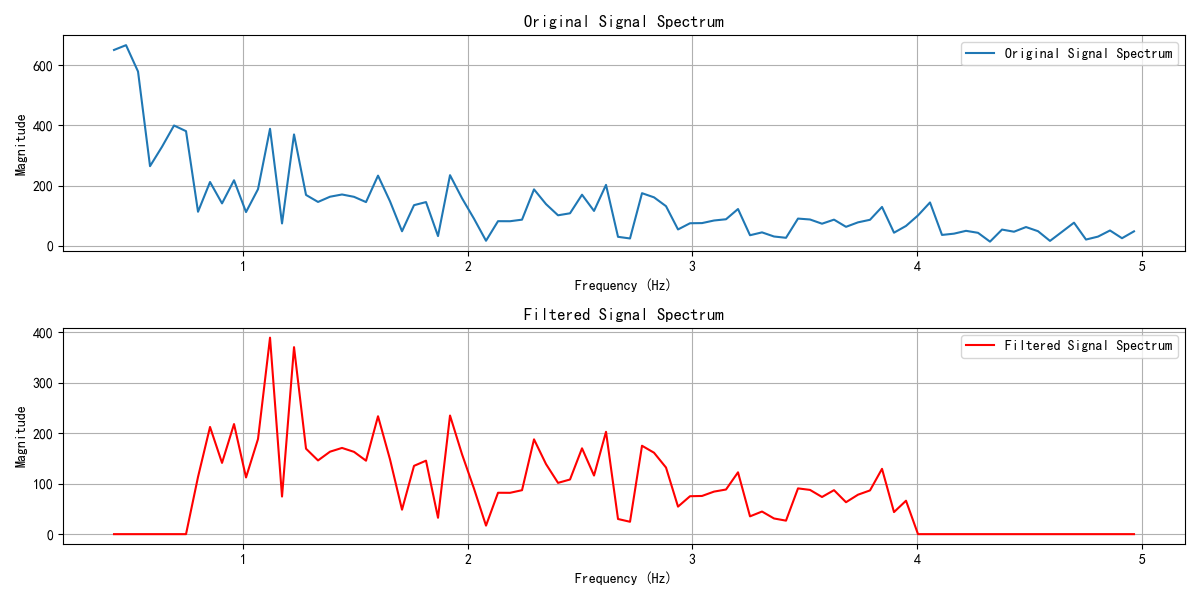 Original Signal Spectrum
Original Signal Spectrum
Magnitude
600
400
200
0
1 2 3 4 5
Frequency (Hz)
Filtered Signal Spectrum
Filtered Signal Spectrum
Magnitude
400
300
200
100
0
1 2 3 4 5
Frequency (Hz)